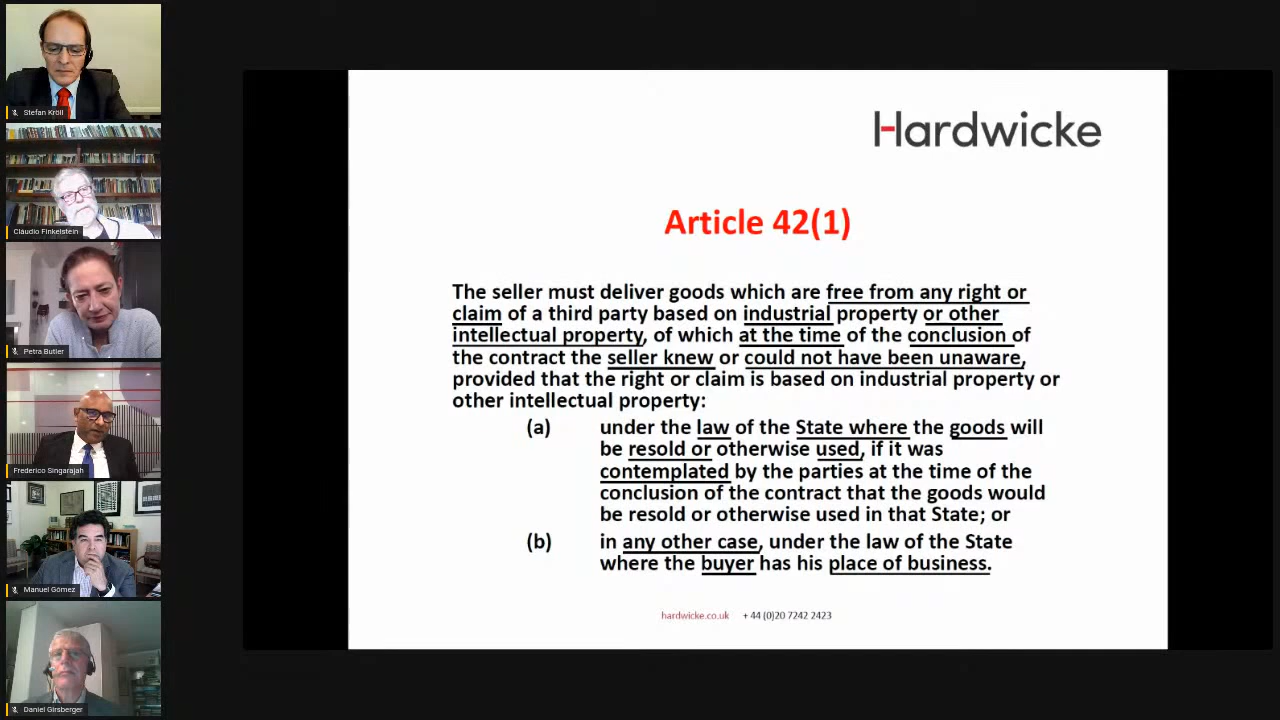 Stefan Kröll
Cláudio Finkelstein
Petra Butler
Frederico Singarajah
Manuel Gómez
Daniel Girsberger
Hardwicke
Article 42(1)
The seller must deliver goods which are free from any right or
claim of a third party based on industrial property or other
intellectual property, of which at the time of the conclusion of
the contract the seller knew or could not have been unaware,
provided that the right or claim is based on industrial property or
other intellectual property:
(a) under the law of the State where the goods will
be resold or otherwise used, if it was
contemplated by the parties at the time of the
conclusion of the contract that the goods would
be resold or otherwise used in that State; or
(b) in any other case, under the law of the State
where the buyer has his place of business.
hardwicke.co.uk + 44 (0)20 7242 2423